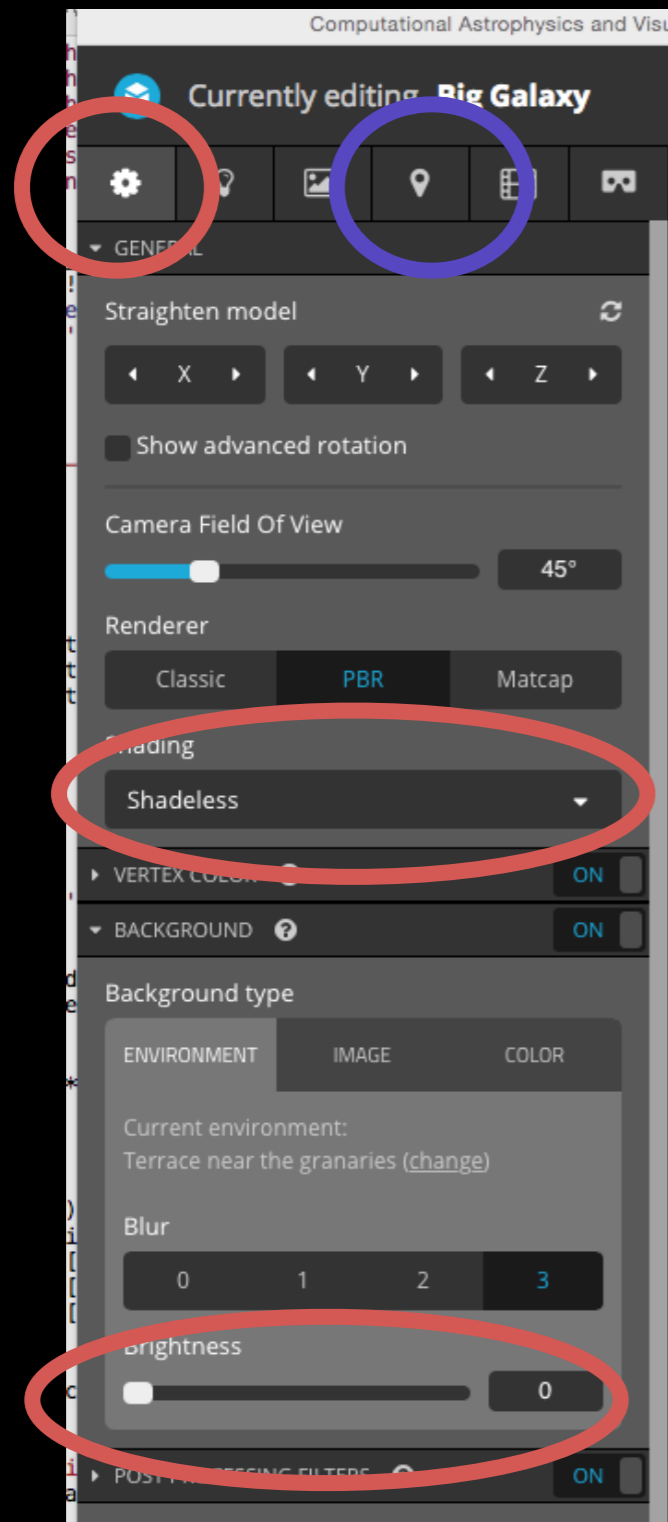 Computational Astrophysics and Visu
Currently editing Big Galaxy
GENERAL
Straighten model
X Y Z
Show advanced rotation
Camera Field Of View
45°
Renderer
Classic PBR Matcap
Shading
Shadeless
VERTEX COLOR ON
BACKGROUND ? ON
Background type
ENVIRONMENT IMAGE COLOR
Current environment:
Terrace near the granaries (change)
Blur
0 1 2 3
Brightness
0
POST PROCESSING FILTERS ON